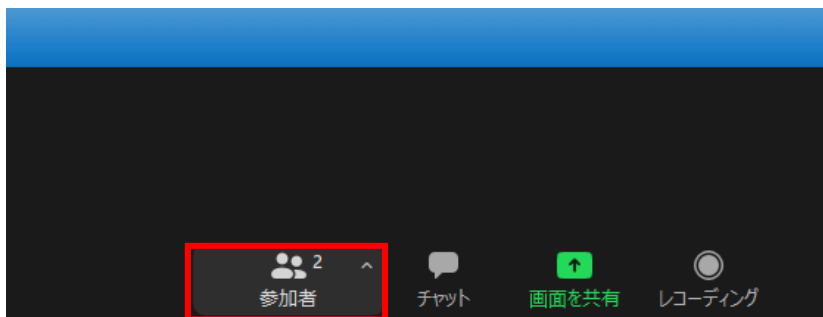 2
参加者
チャット
画面を共有
レコーディング